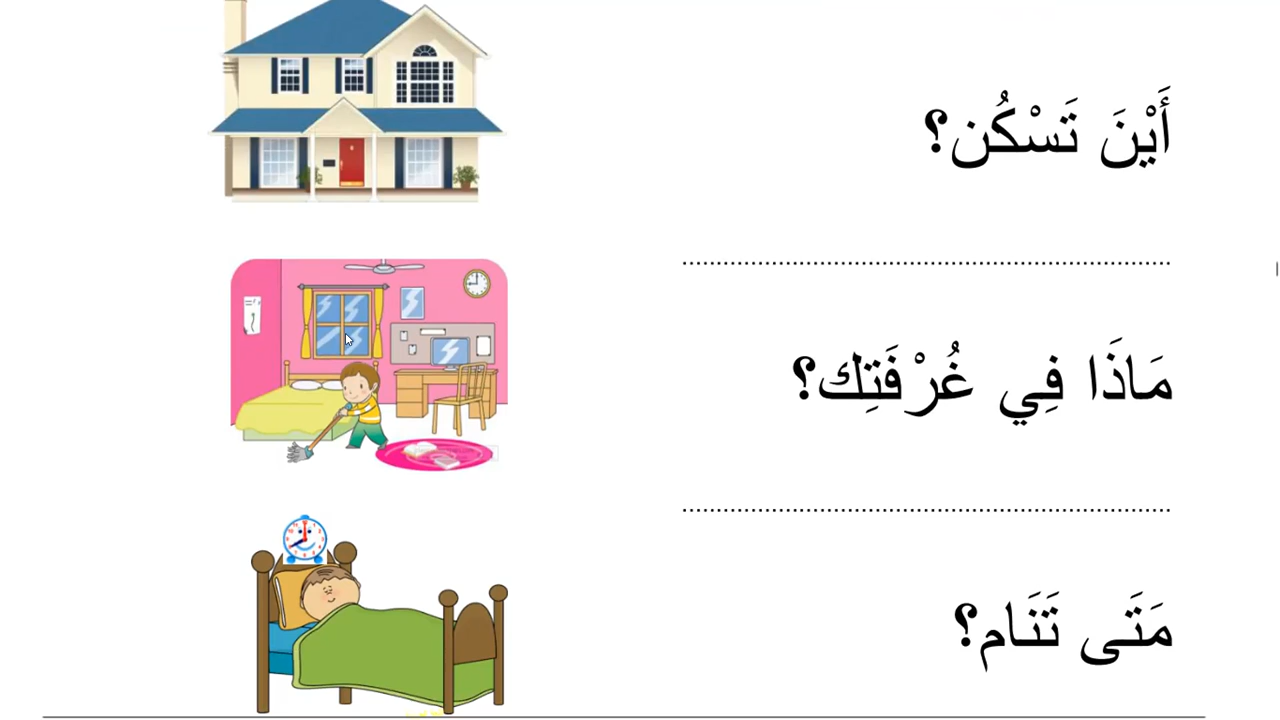 أَيْنَ تَسْكُن؟
مَاذَا فِي غُرْفَتِك؟
مَتَى تَنَام؟